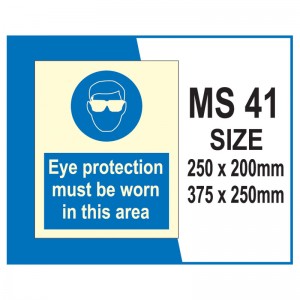 Eye protection
must be worn
in this area
MS 41
SIZE
250 x 200mm
375 x 250mm